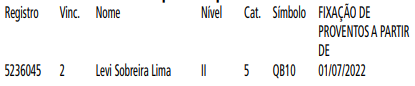 Registro Vinc. Nome Nível Cat. Símbolo FIXAÇÃO DE
PROVENTOS A PARTIR
DE
5236045 2 Levi Sobreira Lima II 5 QB10 01/07/2022